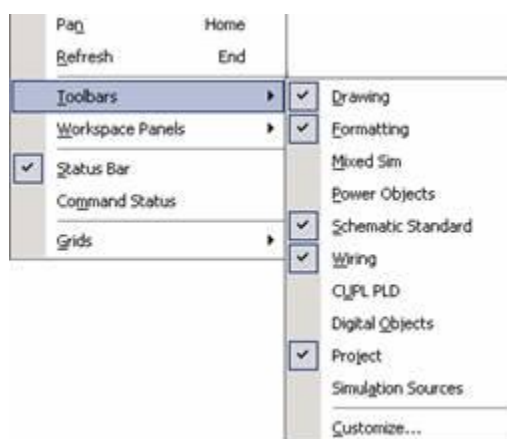 Pan Home
Refresh End
Toolbars
Workspace Panels
Status Bar
Command Status
Grids
Drawing
Formatting
Mixed Sim
Power Objects
Schematic Standard
Wiring
CUPL PLD
Digital Objects
Project
Simulation Sources
Customize...